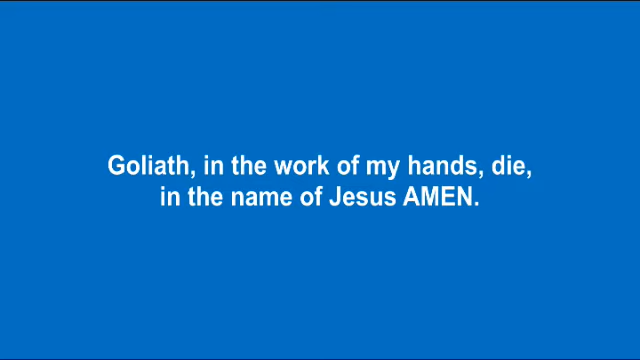 Goliath, in the work of my hands, die,
in the name of Jesus AMEN.